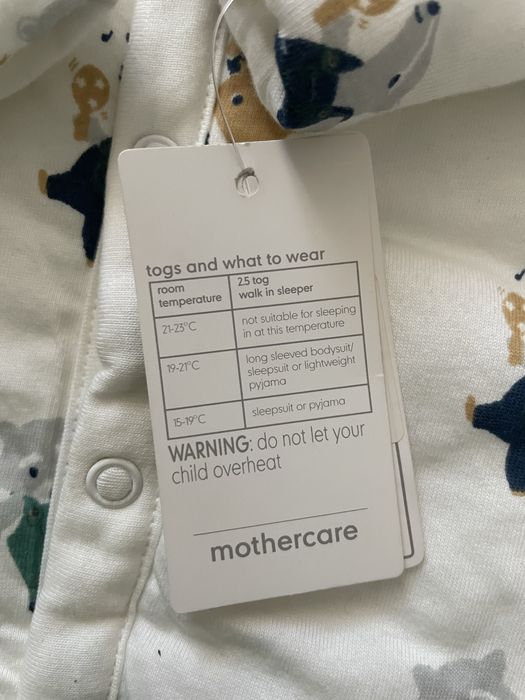 togs and what to wear
room temperature
2.5 tog
walk in sleeper
21-23°C
not suitable for sleeping
in at this temperature
19-21°C
long sleeved bodysuit/
sleepsuit or lightweight
pyjama
15-19°C
sleepsuit or pyjama
WARNING: do not let your
child overheat
mothercare